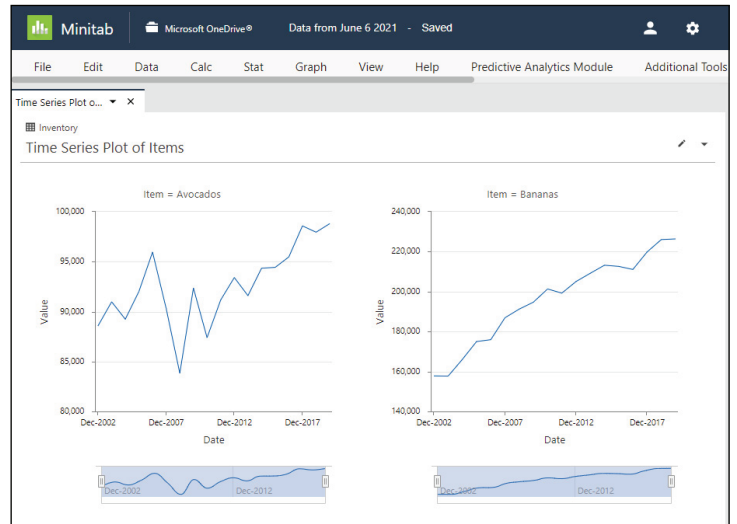 Minitab Microsoft OneDrive® Data from June 6 2021 - Saved
File Edit Data Calc Stat Graph View Help Predictive Analytics Module Additional Tools
Time Series Plot o...
Inventory
Time Series Plot of Items
Item = Avocados
100,000
95,000
90,000
85,000
80,000
Value
Dec-2002 Dec-2007 Dec-2012 Dec-2017
Date
Dec-2002 Dec-2012
Item = Bananas
240,000
220,000
200,000
180,000
160,000
140,000
Value
Dec-2002 Dec-2007 Dec-2012 Dec-2017
Date
Dec-2002 Dec-2012